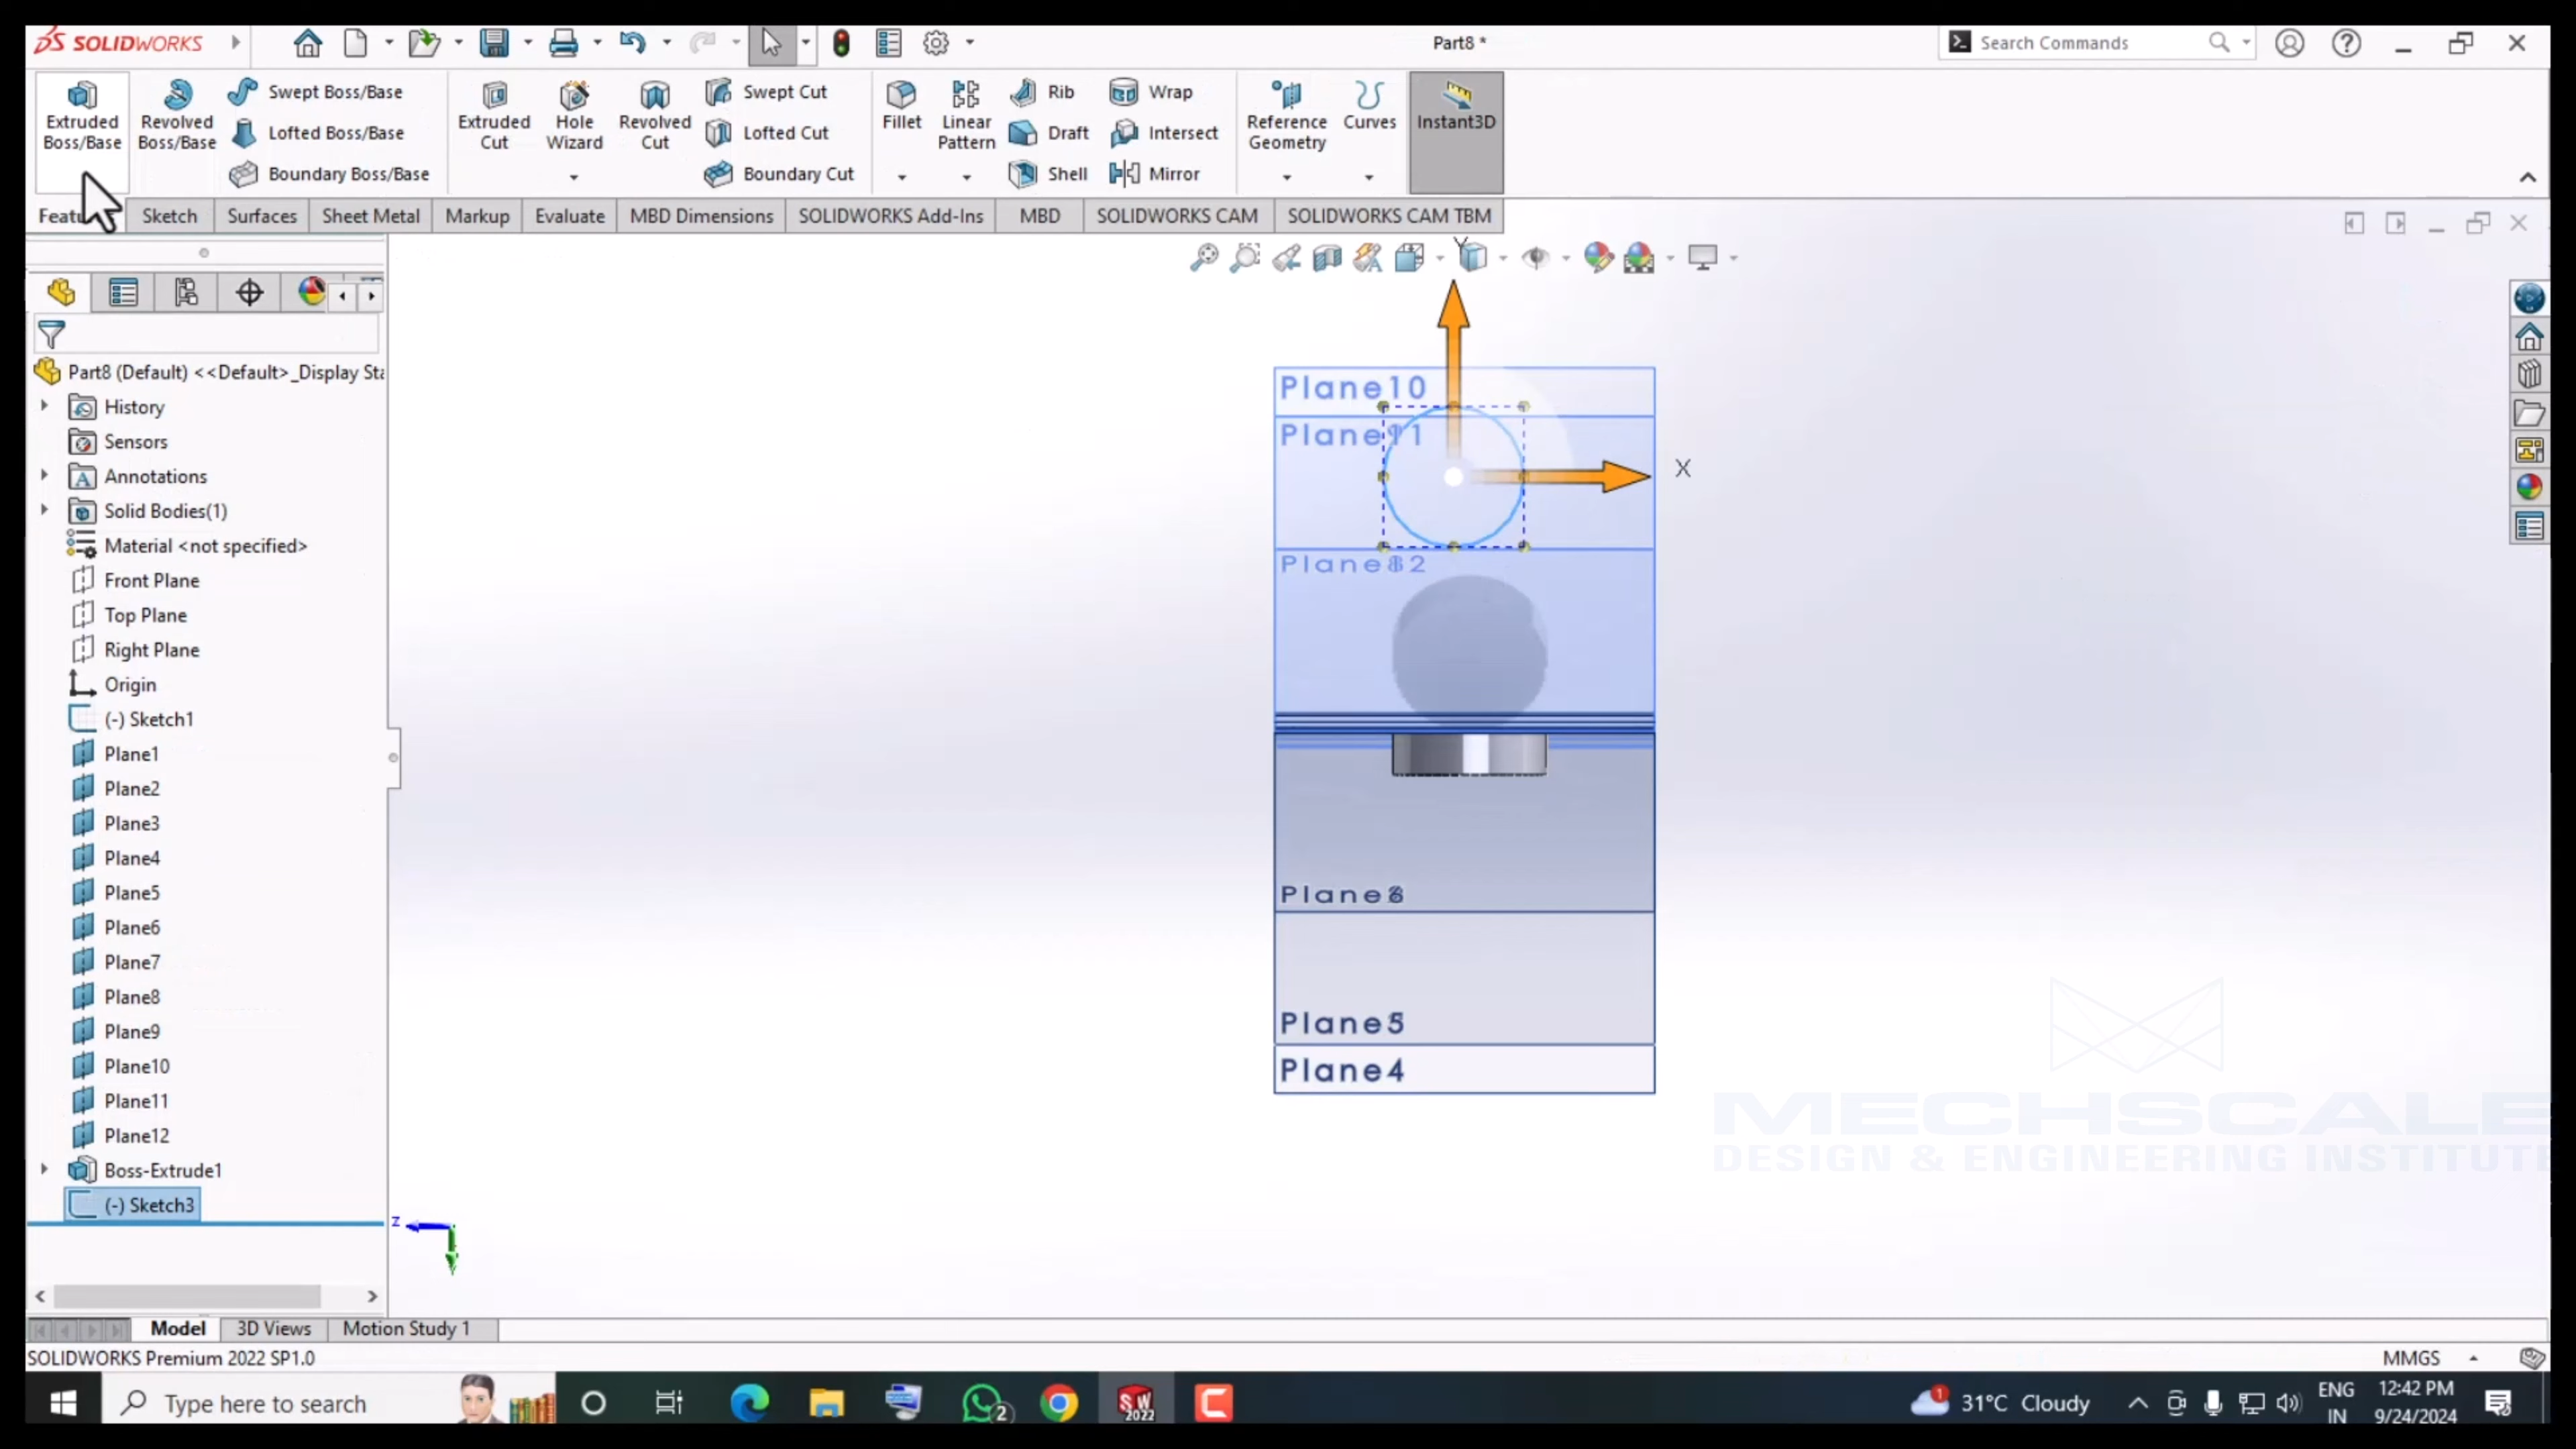 SOLIDWORKS
Part8 *
Search Commands
Extruded Boss/Base
Revolved Boss/Base
Swept Boss/Base
Lofted Boss/Base
Boundary Boss/Base
Extruded Cut
Hole Wizard
Revolved Cut
Swept Cut
Lofted Cut
Boundary Cut
Fillet
Linear Pattern
Rib
Draft
Shell
Wrap
Intersect
Mirror
Reference Geometry
Curves
Instant3D
Sketch
Surfaces
Sheet Metal
Markup
Evaluate
MBD Dimensions
SOLIDWORKS Add-Ins
MBD
SOLIDWORKS CAM
SOLIDWORKS CAM TBM
Part8 (Default) <<Default>_Display Sta
History
Sensors
Annotations
Solid Bodies(1)
Material <not specified>
Front Plane
Top Plane
Right Plane
Origin
(-) Sketch1
Plane1
Plane2
Plane3
Plane4
Plane5
Plane6
Plane7
Plane8
Plane9
Plane10
Plane11
Plane12
Boss-Extrude1
(-) Sketch3
Y
X
Plane10
Plane5
Plane4
z
MECHSCALE
DESIGN & ENGINEERING INSTITUTE
Model
3D Views
Motion Study 1
SOLIDWORKS Premium 2022 SP1.0
MMGS
Type here to search
2
SW
2022
1
31°C Cloudy
ENG
IN
12:42 PM
9/24/2024